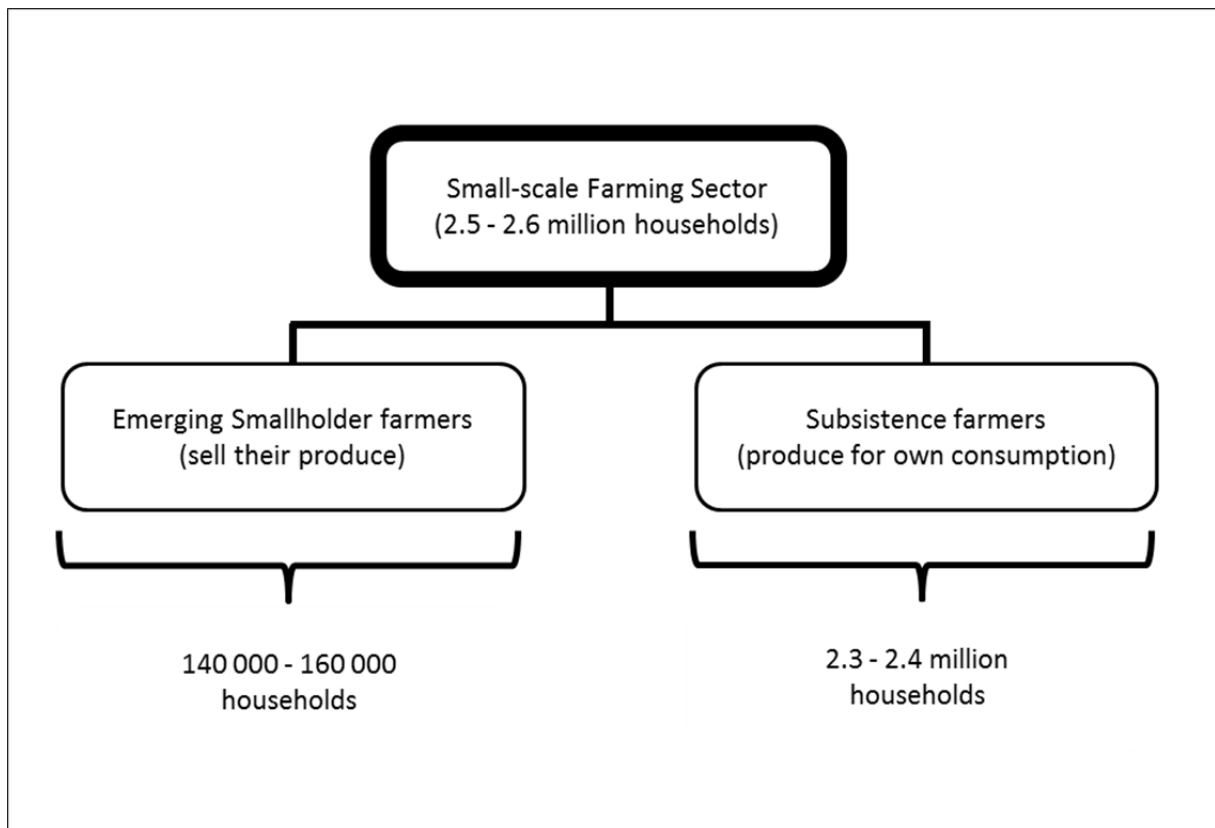 Small-scale Farming Sector
(2.5 - 2.6 million households)
Emerging Smallholder farmers
(sell their produce)
Subsistence farmers
(produce for own consumption)
140 000 - 160 000
households
2.3 - 2.4 million
households